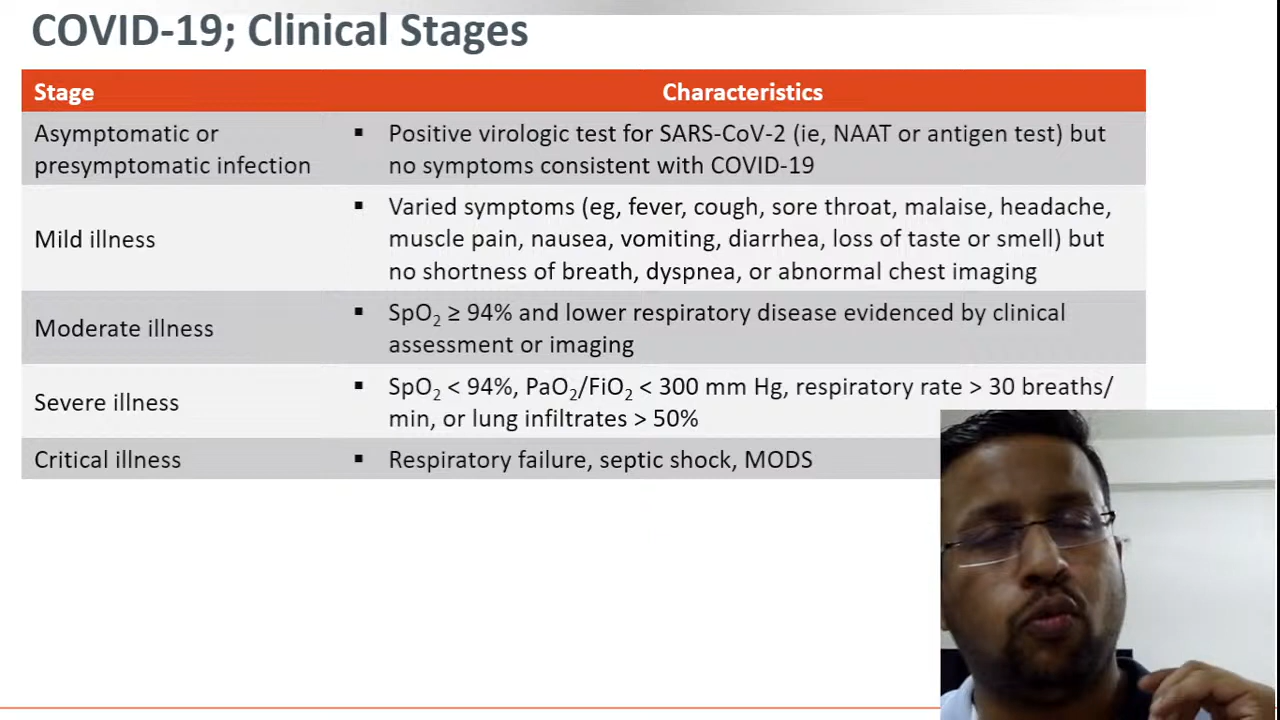 COVID-19; Clinical Stages
Stage
Characteristics
Asymptomatic or
presymptomatic infection
▪ Positive virologic test for SARS-CoV-2 (ie, NAAT or antigen test) but
no symptoms consistent with COVID-19
Mild illness
▪ Varied symptoms (eg, fever, cough, sore throat, malaise, headache,
muscle pain, nausea, vomiting, diarrhea, loss of taste or smell) but
no shortness of breath, dyspnea, or abnormal chest imaging
Moderate illness
▪ SpO₂ ≥ 94% and lower respiratory disease evidenced by clinical
assessment or imaging
Severe illness
▪ SpO₂ < 94%, PaO₂/FiO₂ < 300 mm Hg, respiratory rate > 30 breaths/
min, or lung infiltrates > 50%
Critical illness
▪ Respiratory failure, septic shock, MODS